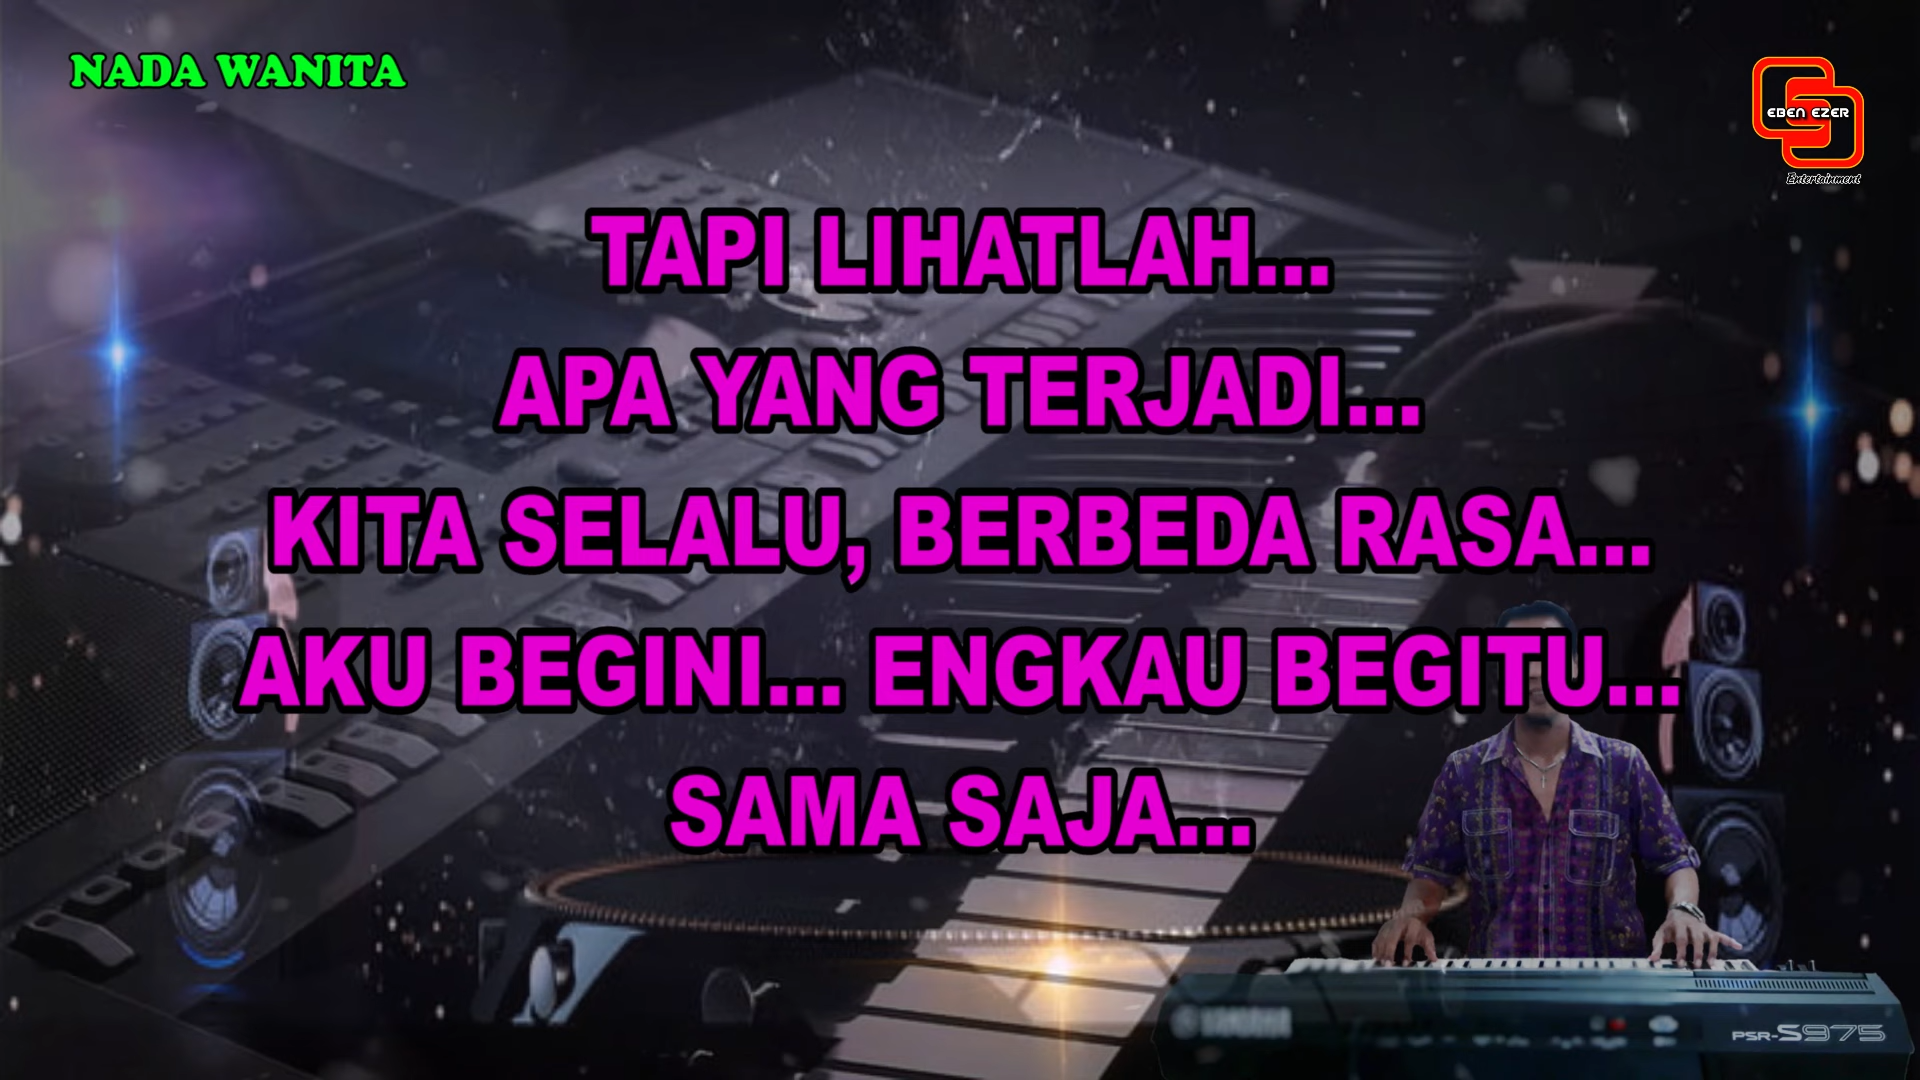 NADA WANITA
EBEN EZER
Entertainment
TAPI LIHATLAH...
APA YANG TERJADI...
KITA SELALU, BERBEDA RASA...
AKU BEGINI... ENGKAU BEGITU...
SAMA SAJA...
YAMAHA
PSR-S975